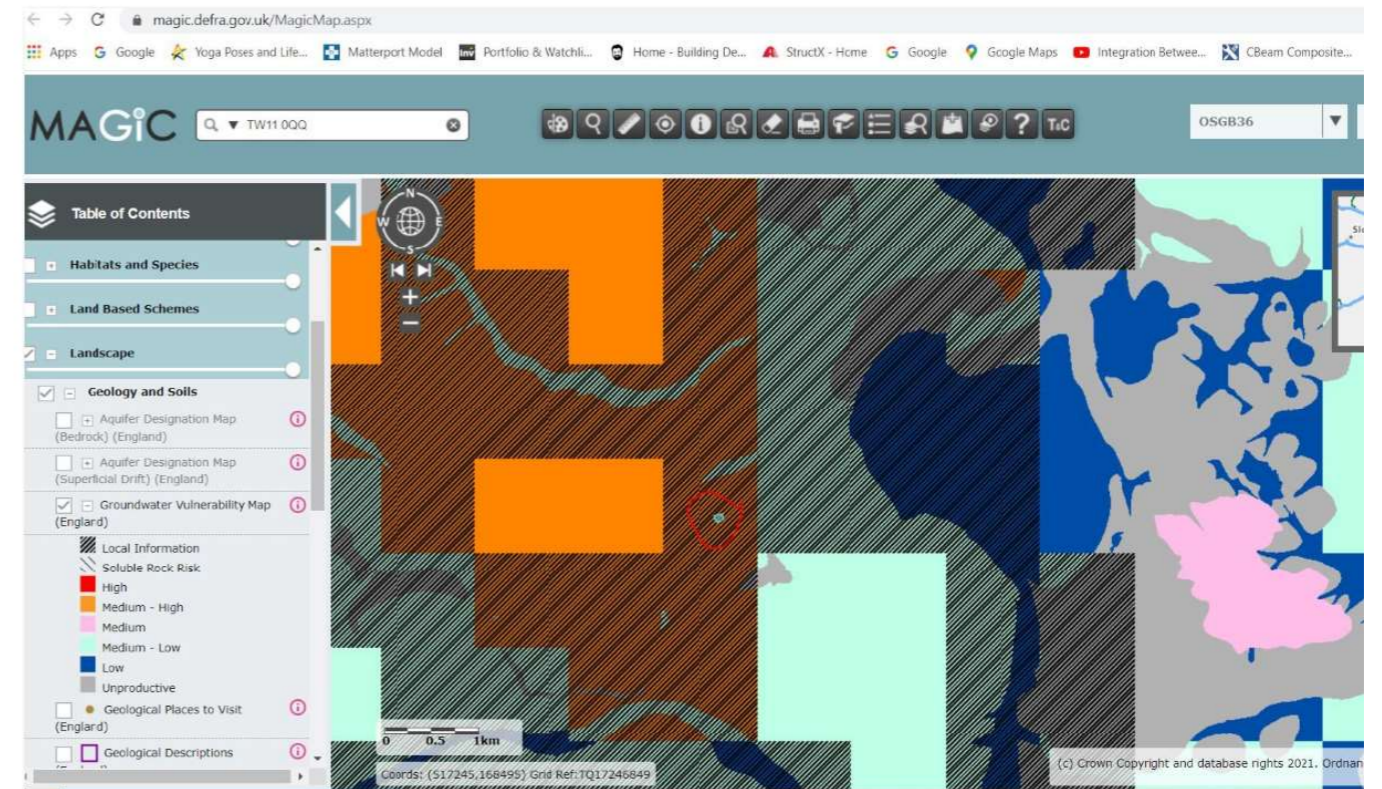 magic.defra.gov.uk/MagicMap.aspx
Apps Google Yoga Poses and Life... Matterport Model Inv Portfolio & Watchli... Home - Building De... StructX - Home Google Google Maps Integration Betwee... CBeam Composite...
MAGiC TW11 0QQ T&C OSGB36
Table of Contents
N
W E
S
Habitats and Species
Land Based Schemes
Landscape
Geology and Soils
Aquifer Designation Map
(Bedrock) (England)
Aquifer Designation Map
(Superficial Drift) (England)
Groundwater Vulnerability Map
(England)
Local Information
Soluble Rock Risk
High
Medium - High
Medium
Medium - Low
Low
Unproductive
Geological Places to Visit
(England)
Geological Descriptions
0 0.5 1km
Coords: (517245,168495) Grid Ref:TQ17246849
(c) Crown Copyright and database rights 2021. Ordnan